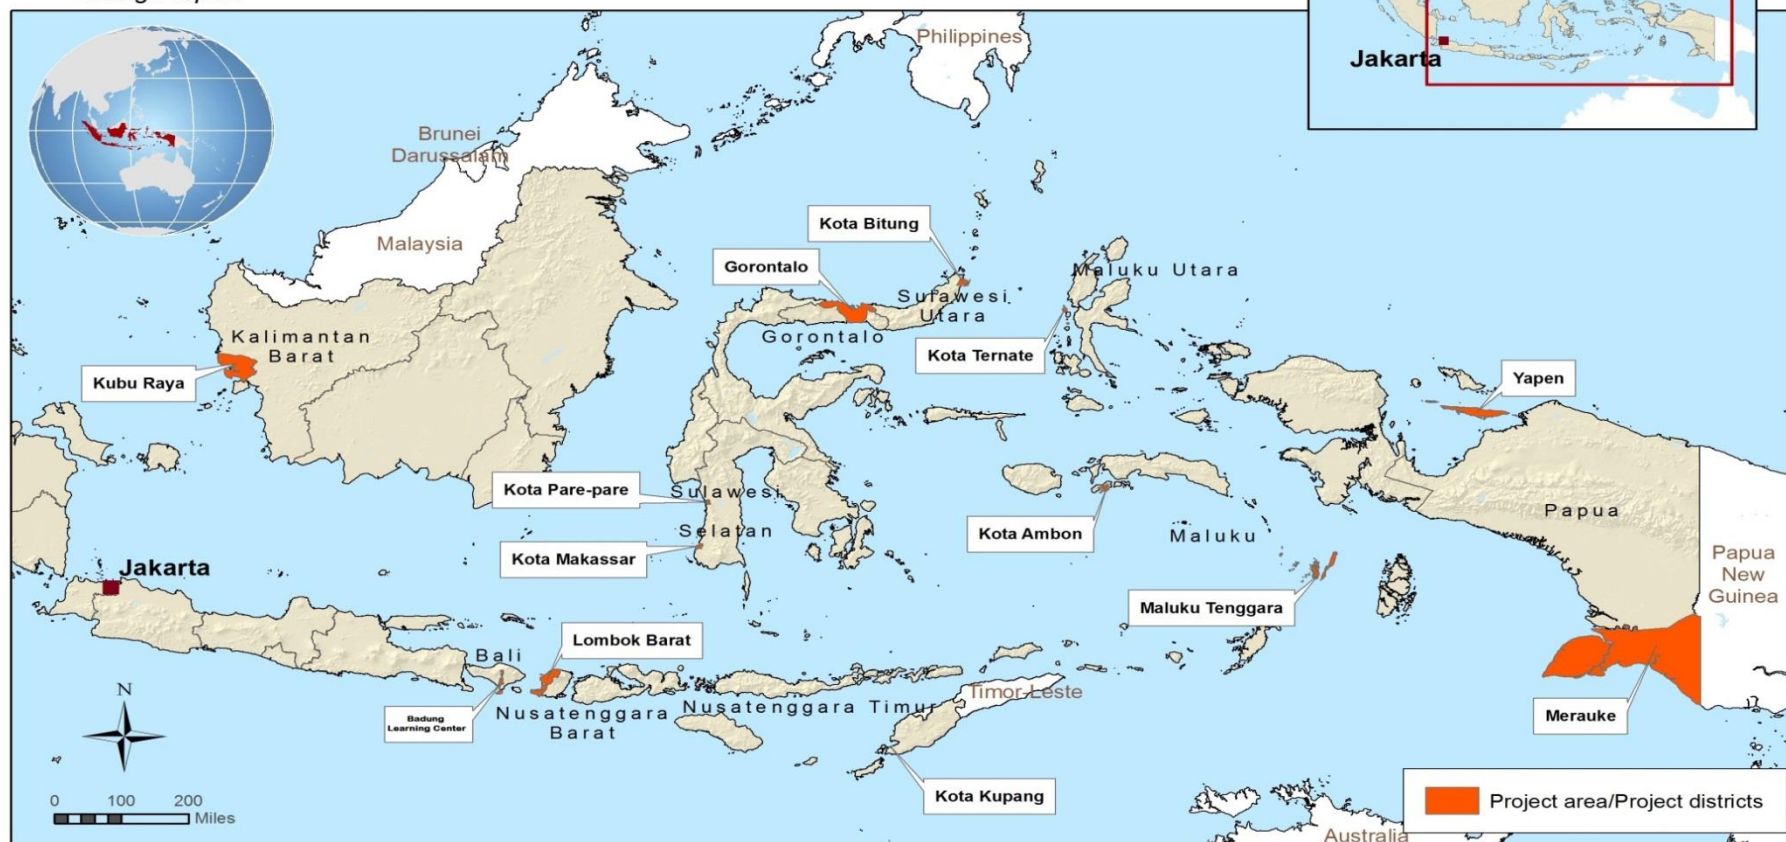 Philippines
Jakarta
Brunei
Darussalam
Malaysia
Kota Bitung
Gorontalo
Maluku Utara
Sulawesi
Utara
Gorontalo
Kota Ternate
Kalimantan
Barat
Kubu Raya
Yapen
Kota Pare-pare
Sulawesi
Selatan
Kota Makassar
Kota Ambon
Maluku
Papua
Papua
New
Guinea
Jakarta
Maluku Tenggara
Lombok Barat
Bali
Timor-Leste
Badung
Learning Center
Nusatenggara
Barat
Nusatenggara Timur
Merauke
N
Kota Kupang
0 100 200
Miles
Project area/Project districts
Australia